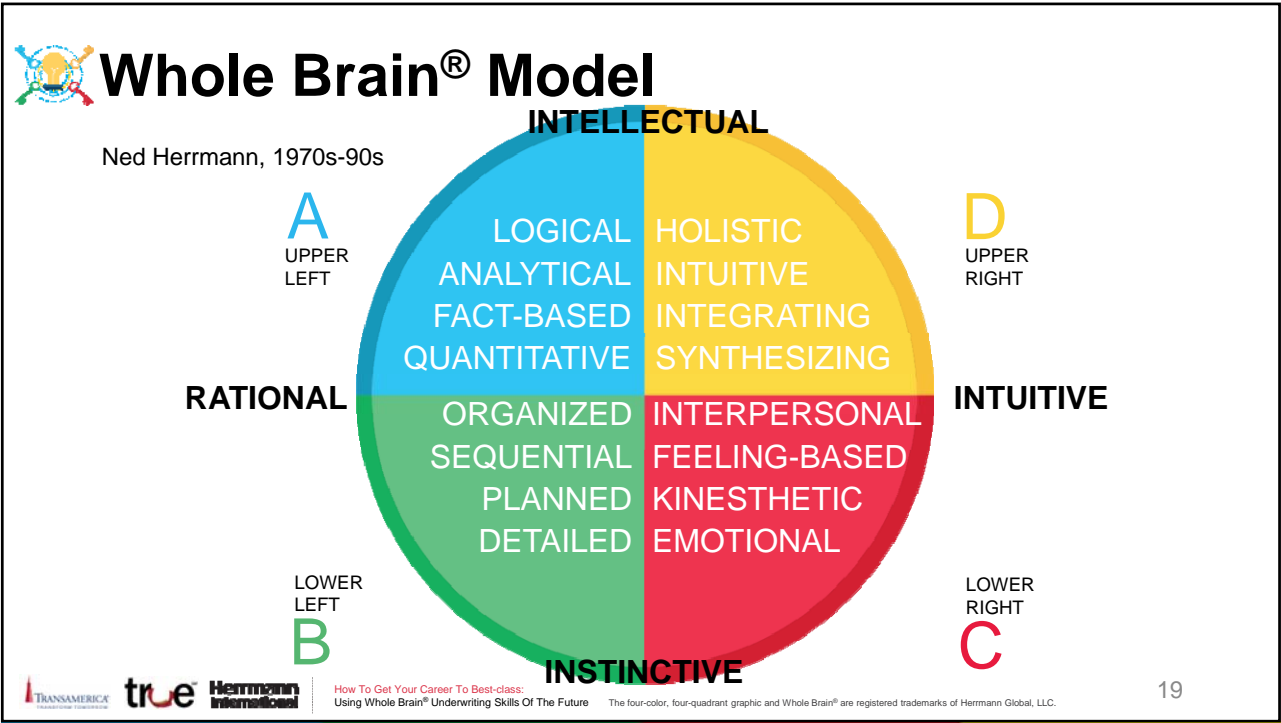 Whole Brain® Model
INTELLECTUAL
Ned Herrmann, 1970s-90s
A
UPPER
LEFT
D
UPPER
RIGHT
LOGICAL HOLISTIC
ANALYTICAL INTUITIVE
FACT-BASED INTEGRATING
QUANTITATIVE SYNTHESIZING
RATIONAL
INTUITIVE
ORGANIZED INTERPERSONAL
SEQUENTIAL FEELING-BASED
PLANNED KINESTHETIC
DETAILED EMOTIONAL
LOWER
LEFT
B
LOWER
RIGHT
C
INSTINCTIVE
TRANSAMERICA
TRANSFORM TOMORROW
true
Herrmann
International
How To Get Your Career To Best-class:
Using Whole Brain® Underwriting Skills Of The Future
The four-color, four-quadrant graphic and Whole Brain® are registered trademarks of Herrmann Global, LLC.
19